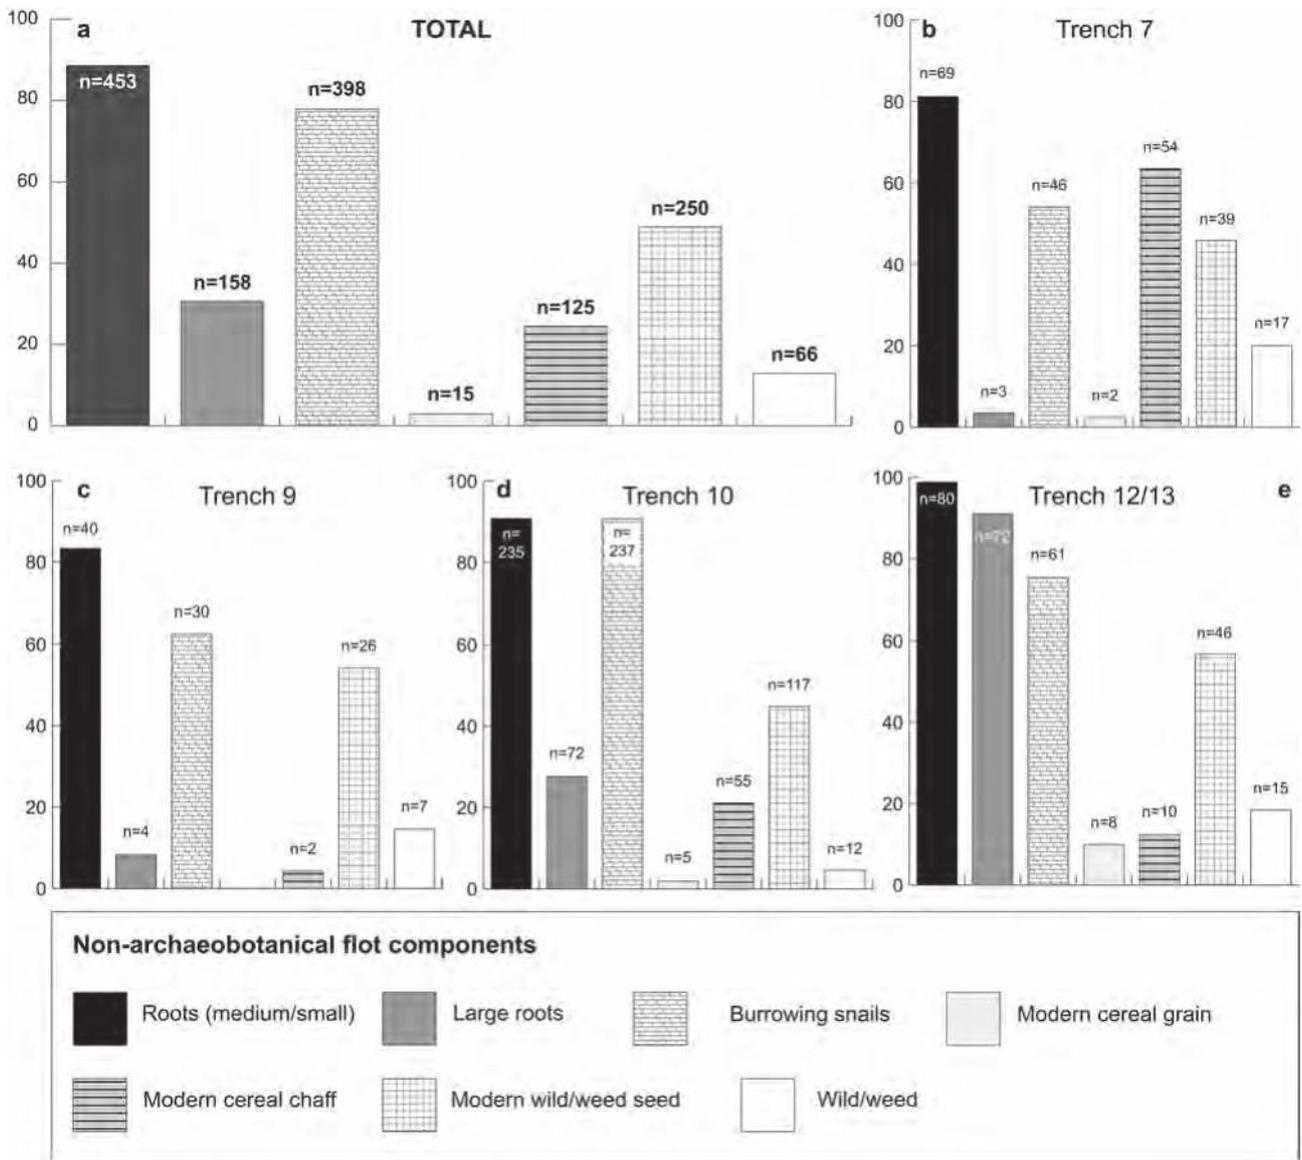 a TOTAL
100
80
60
40
20
0
n=453
n=158
n=398
n=15
n=125
n=250
n=66
b Trench 7
100
80
60
40
20
0
n=69
n=3
n=46
n=2
n=54
n=39
n=17
c Trench 9
100
80
60
40
20
0
n=40
n=4
n=30
n=2
n=26
n=7
d Trench 10
100
80
60
40
20
0
n=
235
n=72
n=
237
n=5
n=55
n=117
n=12
Trench 12/13 e
100
80
60
40
20
0
n=80
n=72
n=61
n=8
n=10
n=46
n=15
Non-archaeobotanical flot components
Roots (medium/small) Large roots Burrowing snails Modern cereal grain
Modern cereal chaff Modern wild/weed seed Wild/weed